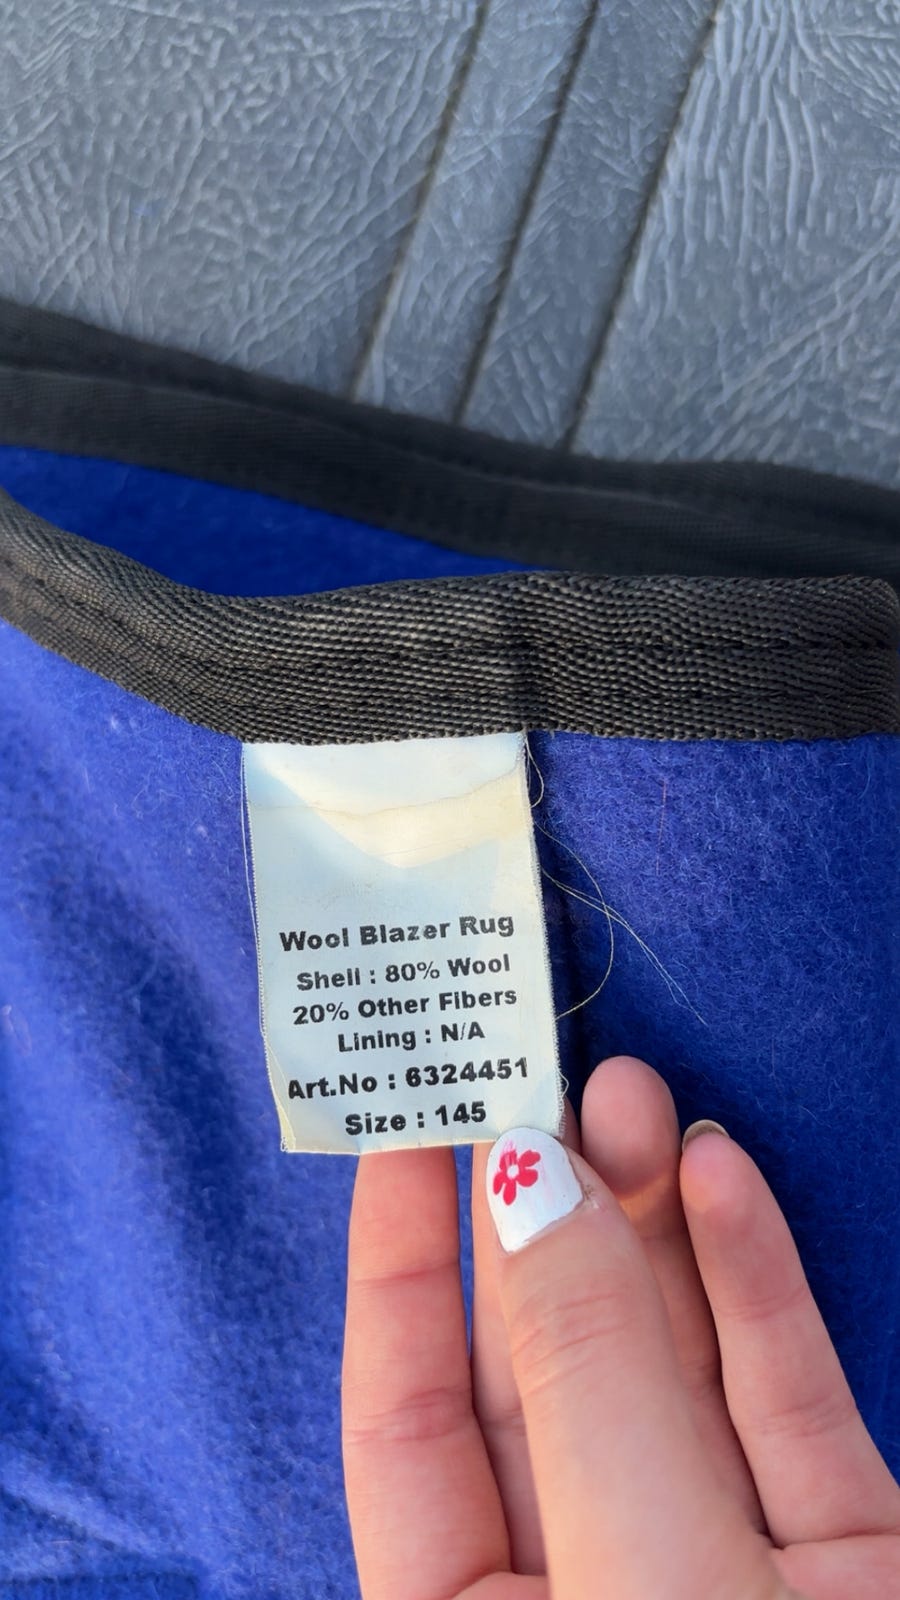 Wool Blazer Rug
Shell : 80% Wool
20% Other Fibers
Lining : N/A
Art.No : 6324451
Size : 145